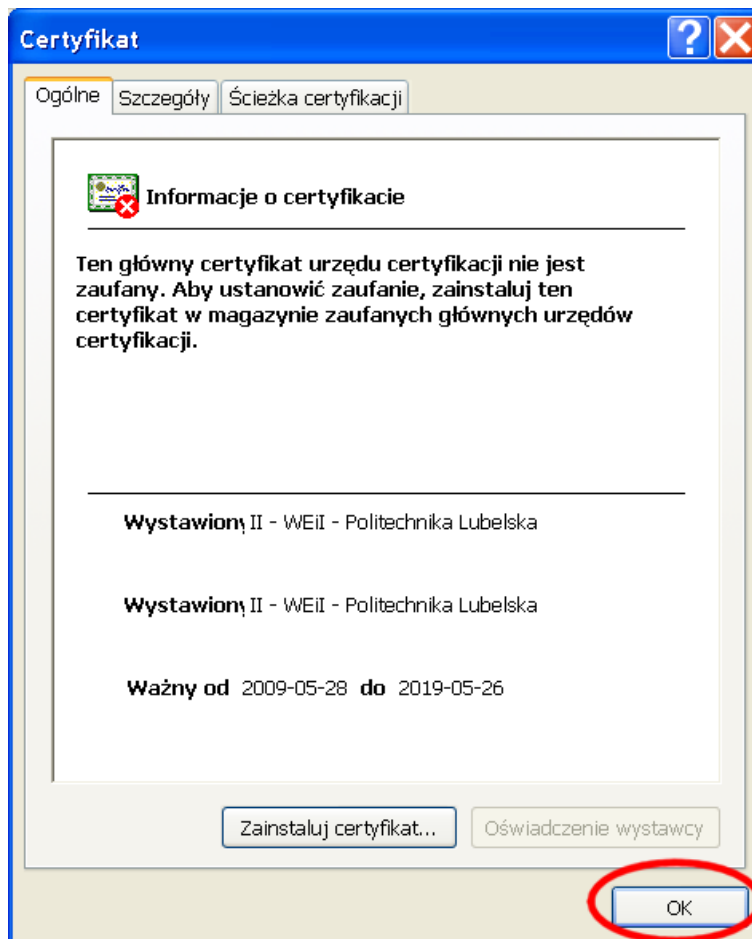 Certyfikat
Ogólne Szczegóły Ścieżka certyfikacji
Informacje o certyfikacie
Ten główny certyfikat urzędu certyfikacji nie jest
zaufany. Aby ustanowić zaufanie, zainstaluj ten
certyfikat w magazynie zaufanych głównych urzędów
certyfikacji.
Wystawiony II - WEiI - Politechnika Lubelska
Wystawiony II - WEiI - Politechnika Lubelska
Ważny od 2009-05-28 do 2019-05-26
Zainstaluj certyfikat... Oświadczenie wystawcy
OK